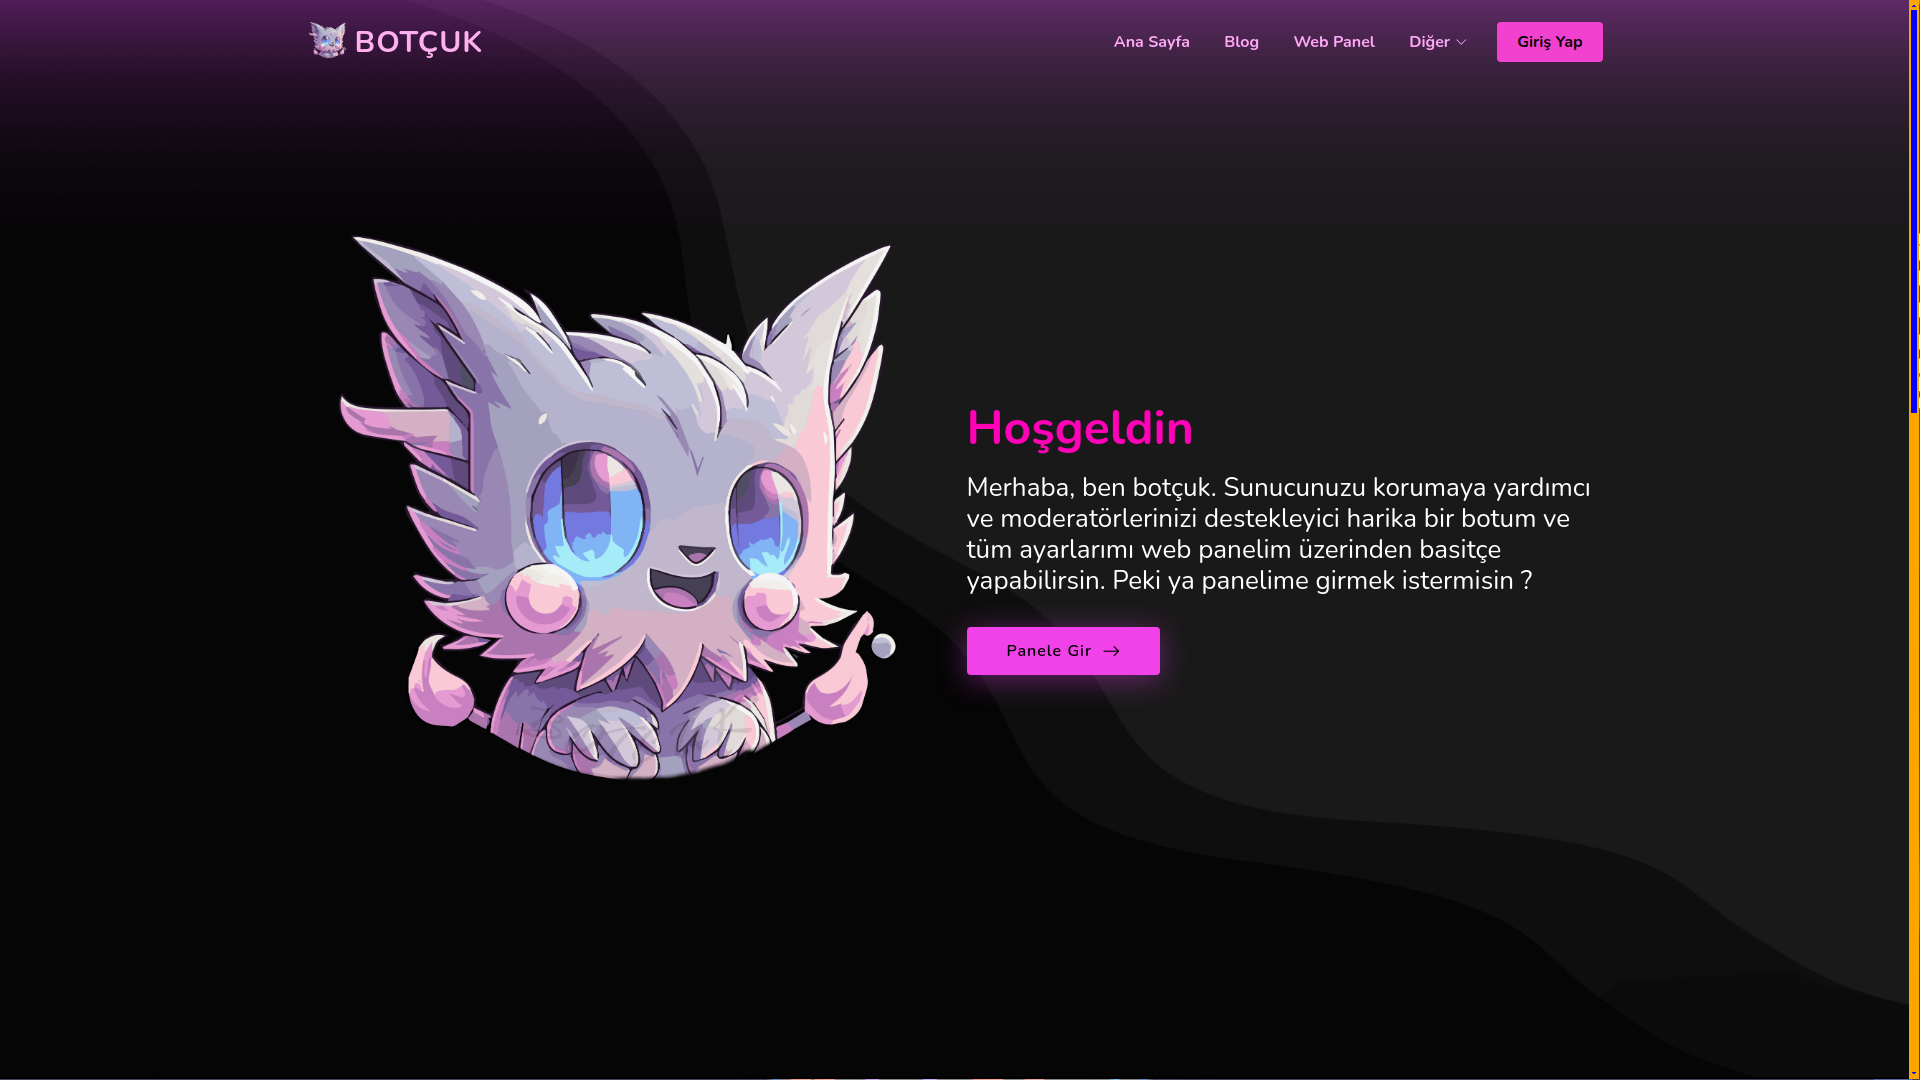 BOTÇUK
Ana Sayfa
Blog
Web Panel
Diğer
Giriş Yap
Hoşgeldin
Merhaba, ben botçuk. Sunucunuzu korumaya yardımcı
ve moderatörlerinizi destekleyici harika bir botum ve
tüm ayarlarımı web panelim üzerinden basitçe
yapabilirsin. Peki ya panelime girmek istermisin ?
Panele Gir